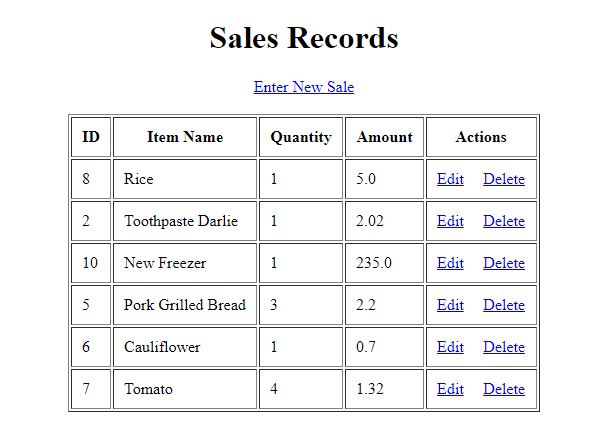 Sales Records
Enter New Sale
ID Item Name Quantity Amount Actions
8 Rice 1 5.0 Edit Delete
2 Toothpaste Darlie 1 2.02 Edit Delete
10 New Freezer 1 235.0 Edit Delete
5 Pork Grilled Bread 3 2.2 Edit Delete
6 Cauliflower 1 0.7 Edit Delete
7 Tomato 4 1.32 Edit Delete